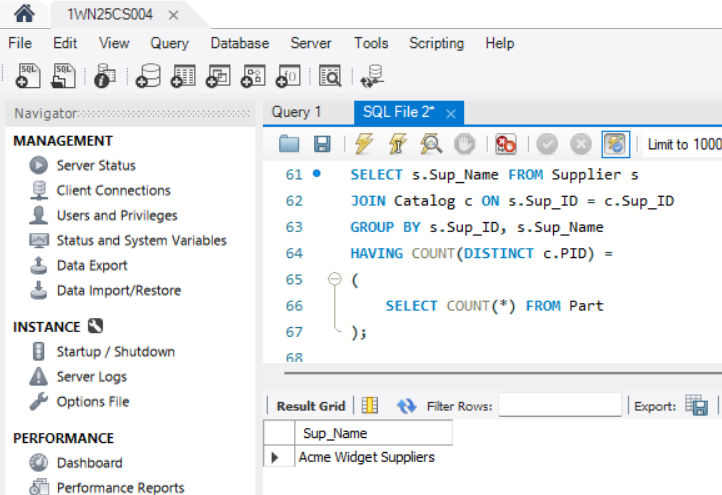 1WN25CS004
File Edit View Query Database Server Tools Scripting Help
SQL SQL
Navigator
MANAGEMENT
Server Status
Client Connections
Users and Privileges
Status and System Variables
Data Export
Data Import/Restore
INSTANCE
Startup / Shutdown
Server Logs
Options File
PERFORMANCE
Dashboard
Performance Reports
Query 1 SQL File 2*
Limit to 1000
61 SELECT s.Sup_Name FROM Supplier s
62 JOIN Catalog c ON s.Sup_ID = c.Sup_ID
63 GROUP BY s.Sup_ID, s.Sup_Name
64 HAVING COUNT(DISTINCT c.PID) =
65 (
66 SELECT COUNT(*) FROM Part
67 );
68
Result Grid Filter Rows: Export:
Sup_Name
Acme Widget Suppliers